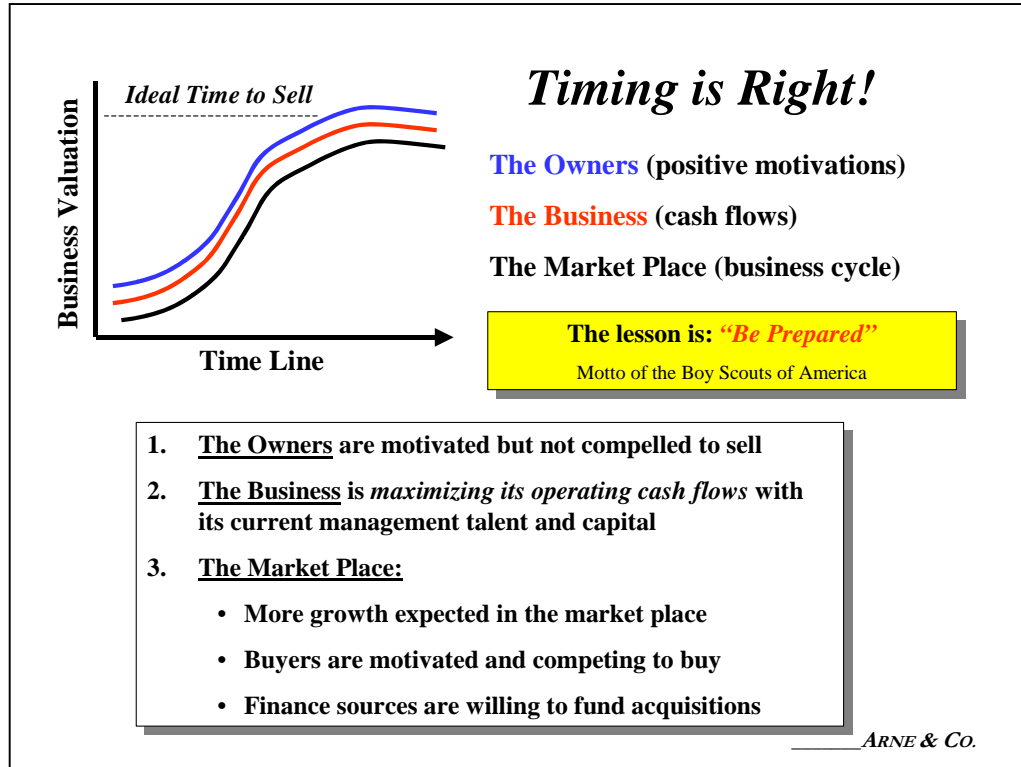 Timing is Right!
Ideal Time to Sell
Business Valuation
Time Line
The Owners (positive motivations)
The Business (cash flows)
The Market Place (business cycle)
The lesson is: “Be Prepared”
Motto of the Boy Scouts of America
1. The Owners are motivated but not compelled to sell
2. The Business is maximizing its operating cash flows with
its current management talent and capital
3. The Market Place:
• More growth expected in the market place
• Buyers are motivated and competing to buy
• Finance sources are willing to fund acquisitions
_______ARNE & CO.